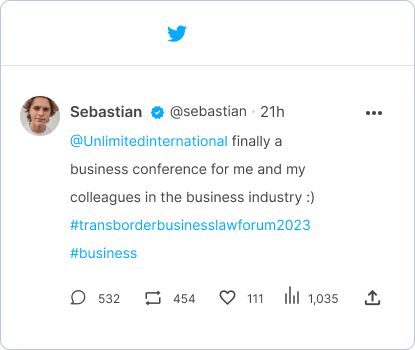 Sebastian @sebastian · 21h
@Unlimitedinternational finally a
business conference for me and my
colleagues in the business industry :)
#transborderbusinesslawforum2023
#business
532 454 111 1,035